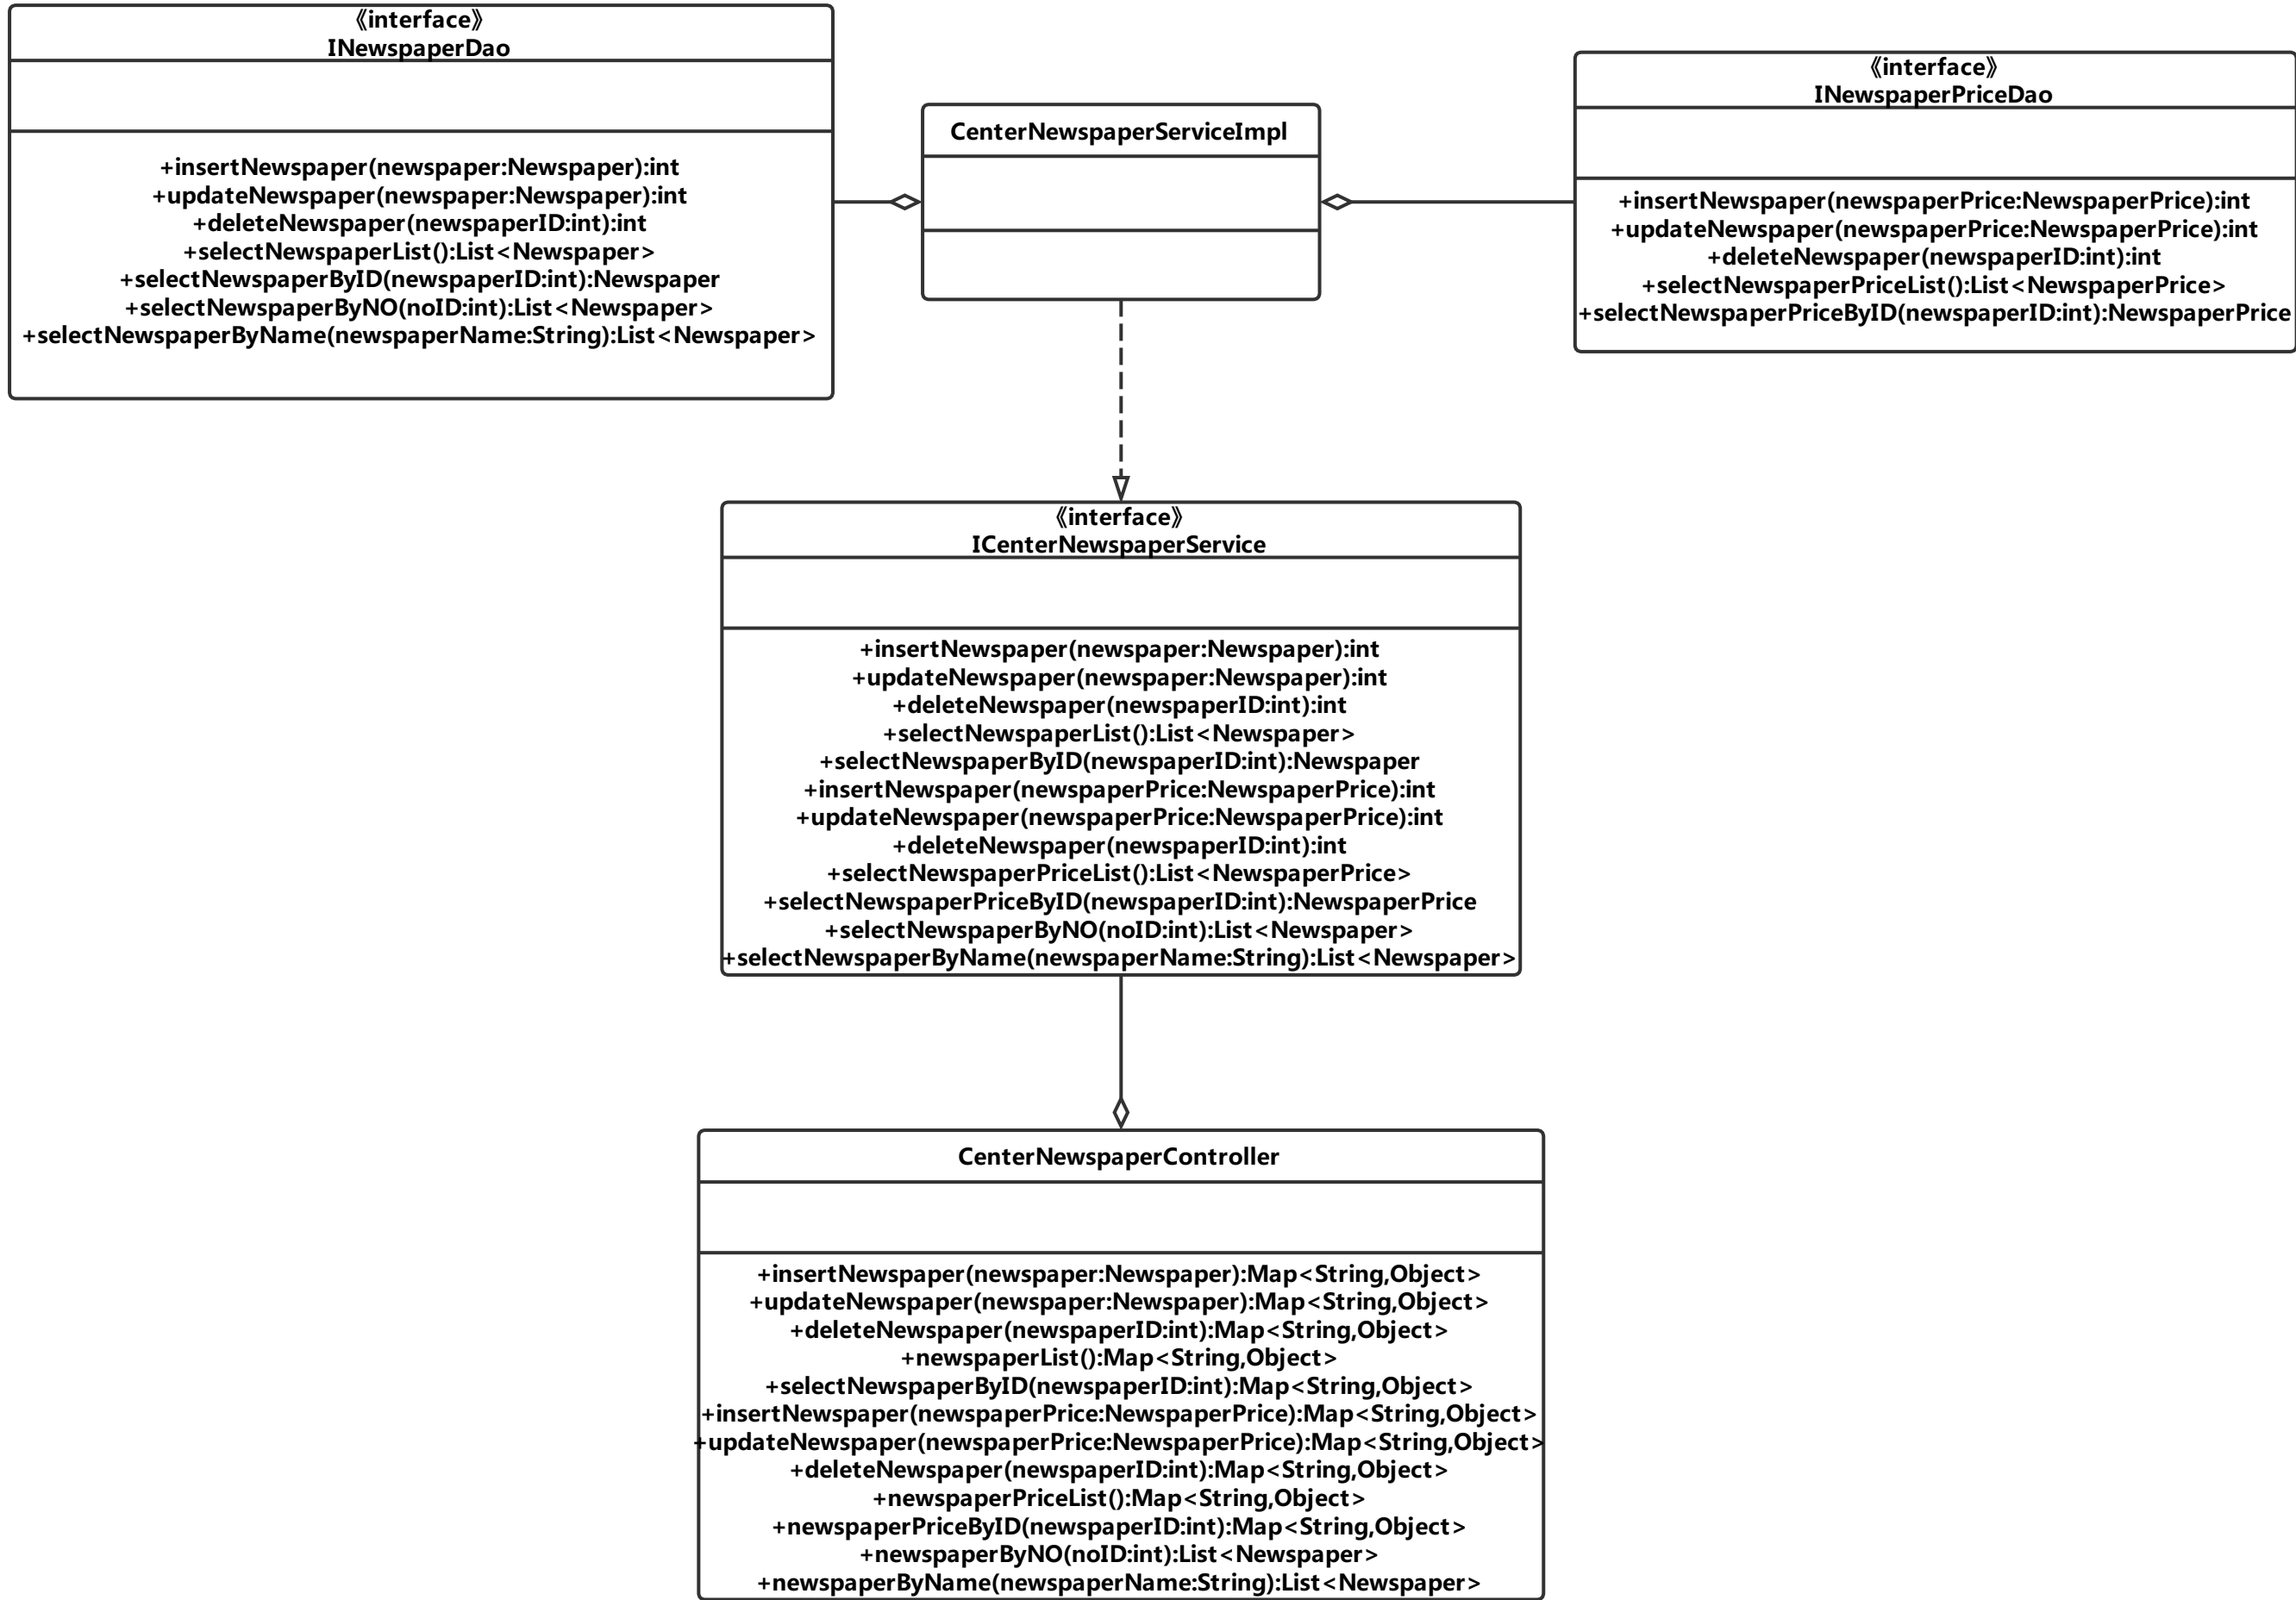 《interface》
INewspaperDao
+insertNewspaper(newspaper:Newspaper):int
+updateNewspaper(newspaper:Newspaper):int
+deleteNewspaper(newspaperID:int):int
+selectNewspaperList():List<Newspaper>
+selectNewspaperByID(newspaperID:int):Newspaper
+selectNewspaperByNO(noID:int):List<Newspaper>
+selectNewspaperByName(newspaperName:String):List<Newspaper>
CenterNewspaperServiceImpl
《interface》
INewspaperPriceDao
+insertNewspaper(newspaperPrice:NewspaperPrice):int
+updateNewspaper(newspaperPrice:NewspaperPrice):int
+deleteNewspaper(newspaperID:int):int
+selectNewspaperPriceList():List<NewspaperPrice>
+selectNewspaperPriceByID(newspaperID:int):NewspaperPrice
《interface》
ICenterNewspaperService
+insertNewspaper(newspaper:Newspaper):int
+updateNewspaper(newspaper:Newspaper):int
+deleteNewspaper(newspaperID:int):int
+selectNewspaperList():List<Newspaper>
+selectNewspaperByID(newspaperID:int):Newspaper
+insertNewspaper(newspaperPrice:NewspaperPrice):int
+updateNewspaper(newspaperPrice:NewspaperPrice):int
+deleteNewspaper(newspaperID:int):int
+selectNewspaperPriceList():List<NewspaperPrice>
+selectNewspaperPriceByID(newspaperID:int):NewspaperPrice
+selectNewspaperByNO(noID:int):List<Newspaper>
+selectNewspaperByName(newspaperName:String):List<Newspaper>
CenterNewspaperController
+insertNewspaper(newspaper:Newspaper):Map<String,Object>
+updateNewspaper(newspaper:Newspaper):Map<String,Object>
+deleteNewspaper(newspaperID:int):Map<String,Object>
+newspaperList():Map<String,Object>
+selectNewspaperByID(newspaperID:int):Map<String,Object>
+insertNewspaper(newspaperPrice:NewspaperPrice):Map<String,Object>
+updateNewspaper(newspaperPrice:NewspaperPrice):Map<String,Object>
+deleteNewspaper(newspaperID:int):Map<String,Object>
+newspaperPriceList():Map<String,Object>
+newspaperPriceByID(newspaperID:int):Map<String,Object>
+newspaperByNO(noID:int):List<Newspaper>
+newspaperByName(newspaperName:String):List<Newspaper>